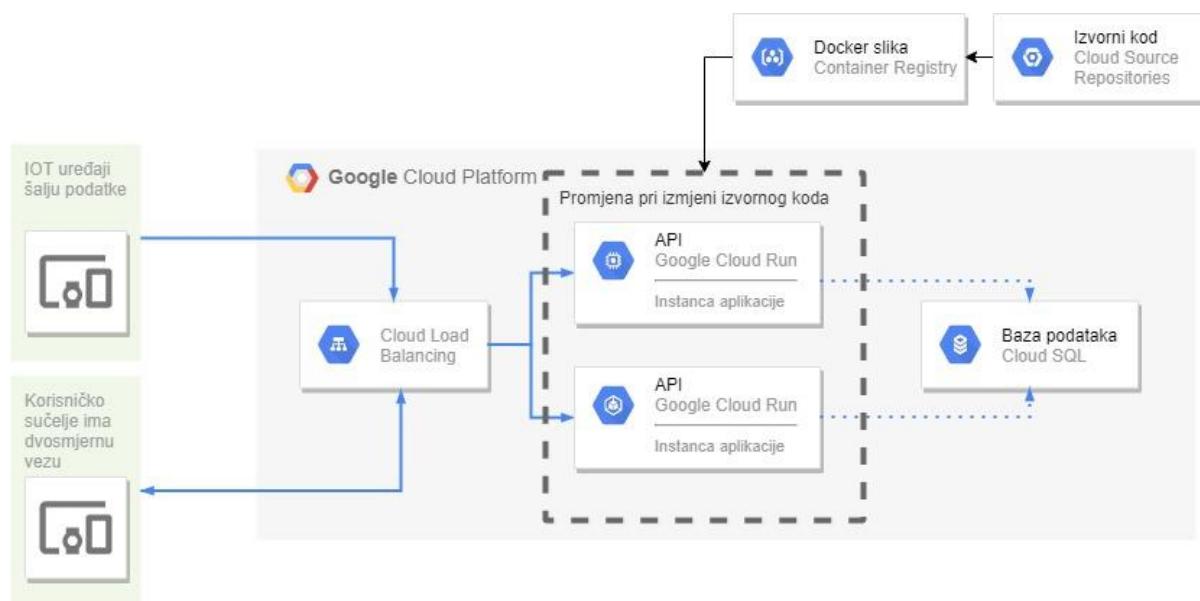 Docker slika
Container Registry
Izvorni kod
Cloud Source
Repositories
IOT uređaji
šalju podatke
Google Cloud Platform
Promjena pri izmjeni izvornog koda
API
Google Cloud Run
Instanca aplikacije
Cloud Load
Balancing
Baza podataka
Cloud SQL
API
Google Cloud Run
Instanca aplikacije
Korisničko
sučelje ima
dvosmjernu
vezu